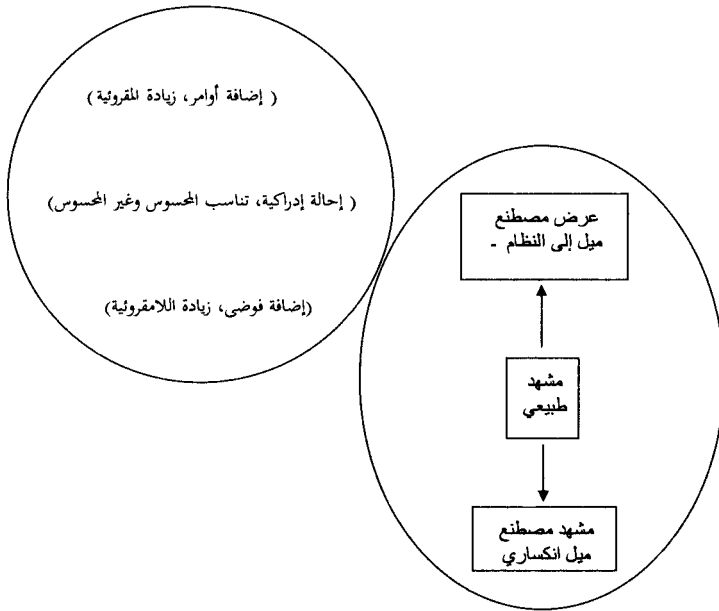 ( إضافة أوامر، زيادة المقروئية )
( إحالة إدراكية، تناسب المحسوس وغير المحسوس)
(إضافة فوضى، زيادة اللامقروئية)
عرض مصطنع
ميل إلى النظام -
مشهد
طبيعي
مشهد مصطنع
ميل انكساري